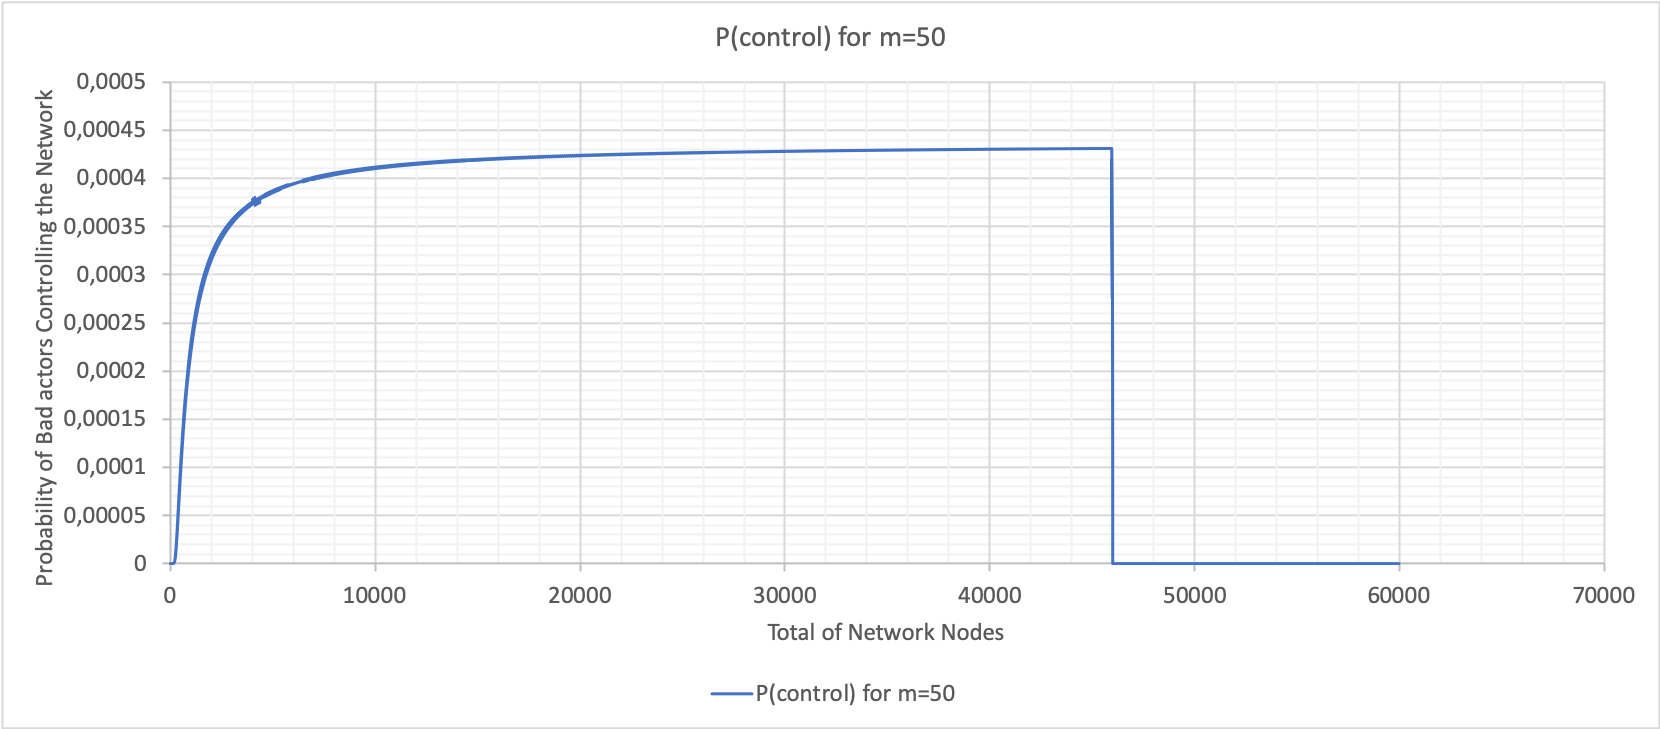 P(control) for m=50
Probability of Bad actors Controlling the Network
0,0005
0,00045
0,0004
0,00035
0,0003
0,00025
0,0002
0,00015
0,0001
0,00005
0
0 10000 20000 30000 40000 50000 60000 70000
Total of Network Nodes
P(control) for m=50